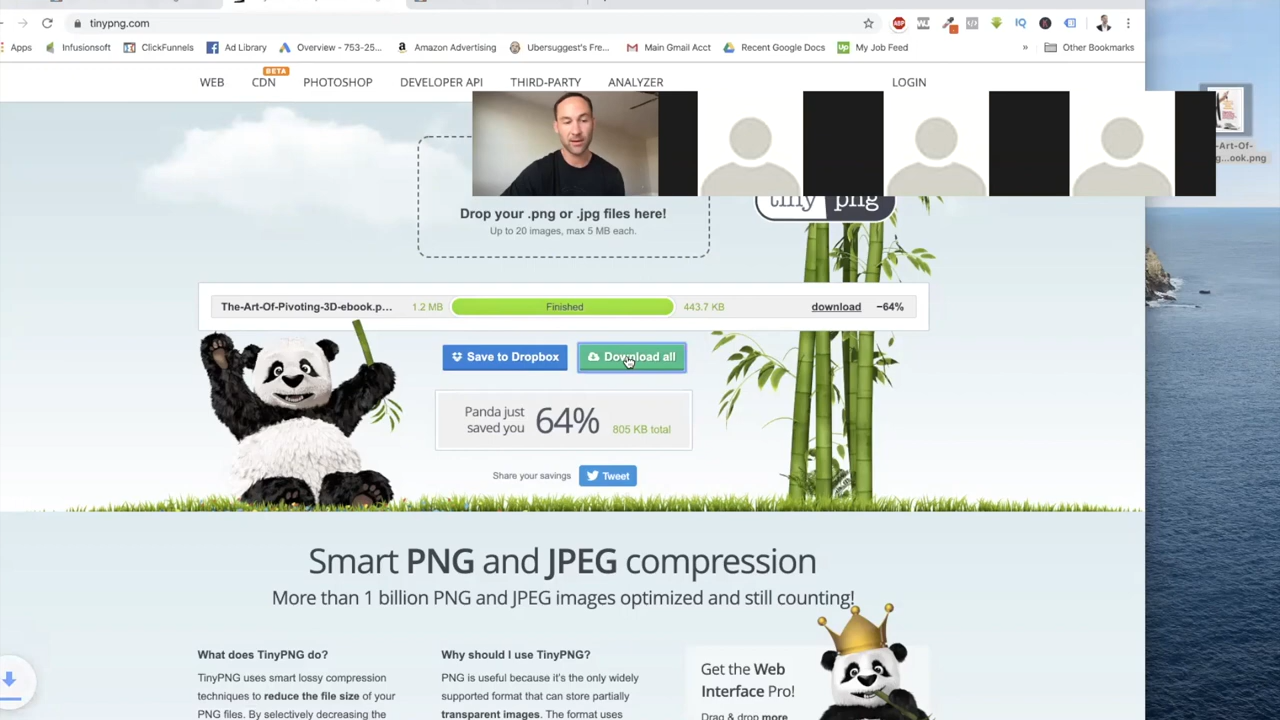 tinypng.com
Apps Infusionsoft ClickFunnels Ad Library Overview - 753-25... Amazon Advertising Ubersuggest's Fre... Main Gmail Acct Recent Google Docs My Job Feed » Other Bookmarks
BETA
WEB CDN PHOTOSHOP DEVELOPER API THIRD-PARTY ANALYZER LOGIN
-Art-Of-
g...ook.png
tiny png
Drop your .png or .jpg files here!
Up to 20 images, max 5 MB each.
The-Art-Of-Pivoting-3D-ebook.p... 1.2 MB Finished 443.7 KB download −64%
Save to Dropbox Download all
Panda just
saved you 64% 805 KB total
Share your savings Tweet
Smart PNG and JPEG compression
More than 1 billion PNG and JPEG images optimized and still counting!
What does TinyPNG do?
TinyPNG uses smart lossy compression
techniques to reduce the file size of your
PNG files. By selectively decreasing the
Why should I use TinyPNG?
PNG is useful because it's the only widely
supported format that can store partially
transparent images. The format uses
Get the Web
Interface Pro!
Drag & drop more